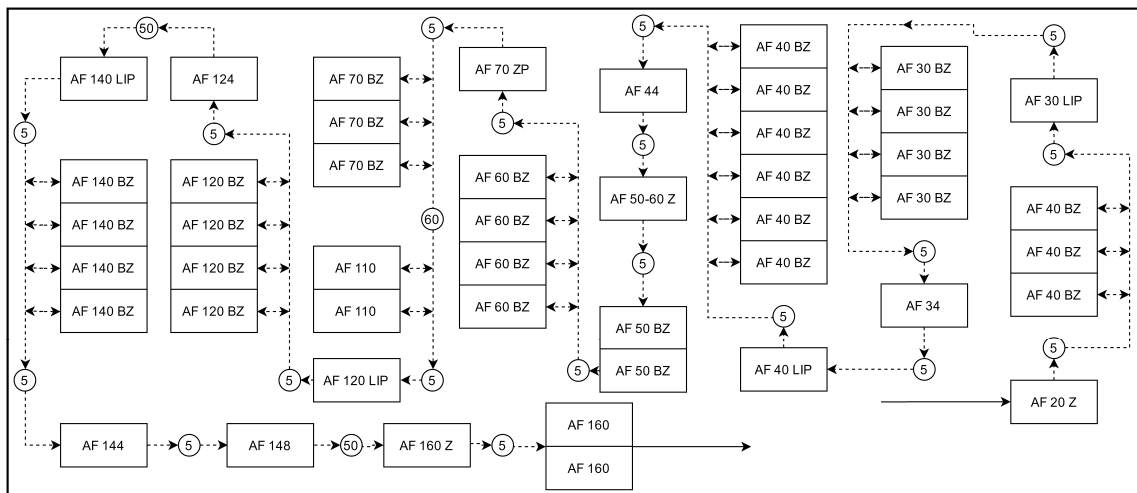 50
5
5
5
5
AF 140 LIP
AF 124
AF 70 BZ
AF 70 BZ
AF 70 BZ
AF 70 ZP
AF 44
AF 40 BZ
AF 40 BZ
AF 40 BZ
AF 40 BZ
AF 40 BZ
AF 40 BZ
AF 30 BZ
AF 30 BZ
AF 30 BZ
AF 30 BZ
AF 30 LIP
5
5
5
5
5
AF 140 BZ
AF 140 BZ
AF 140 BZ
AF 140 BZ
AF 120 BZ
AF 120 BZ
AF 120 BZ
AF 120 BZ
60
AF 110
AF 110
AF 60 BZ
AF 60 BZ
AF 60 BZ
AF 60 BZ
AF 50-60 Z
5
AF 50 BZ
AF 50 BZ
5
AF 34
AF 40 BZ
AF 40 BZ
AF 40 BZ
5
5
5
5
AF 120 LIP
5
5
AF 40 LIP
5
AF 20 Z
AF 144
5
AF 148
50
AF 160 Z
5
AF 160
AF 160